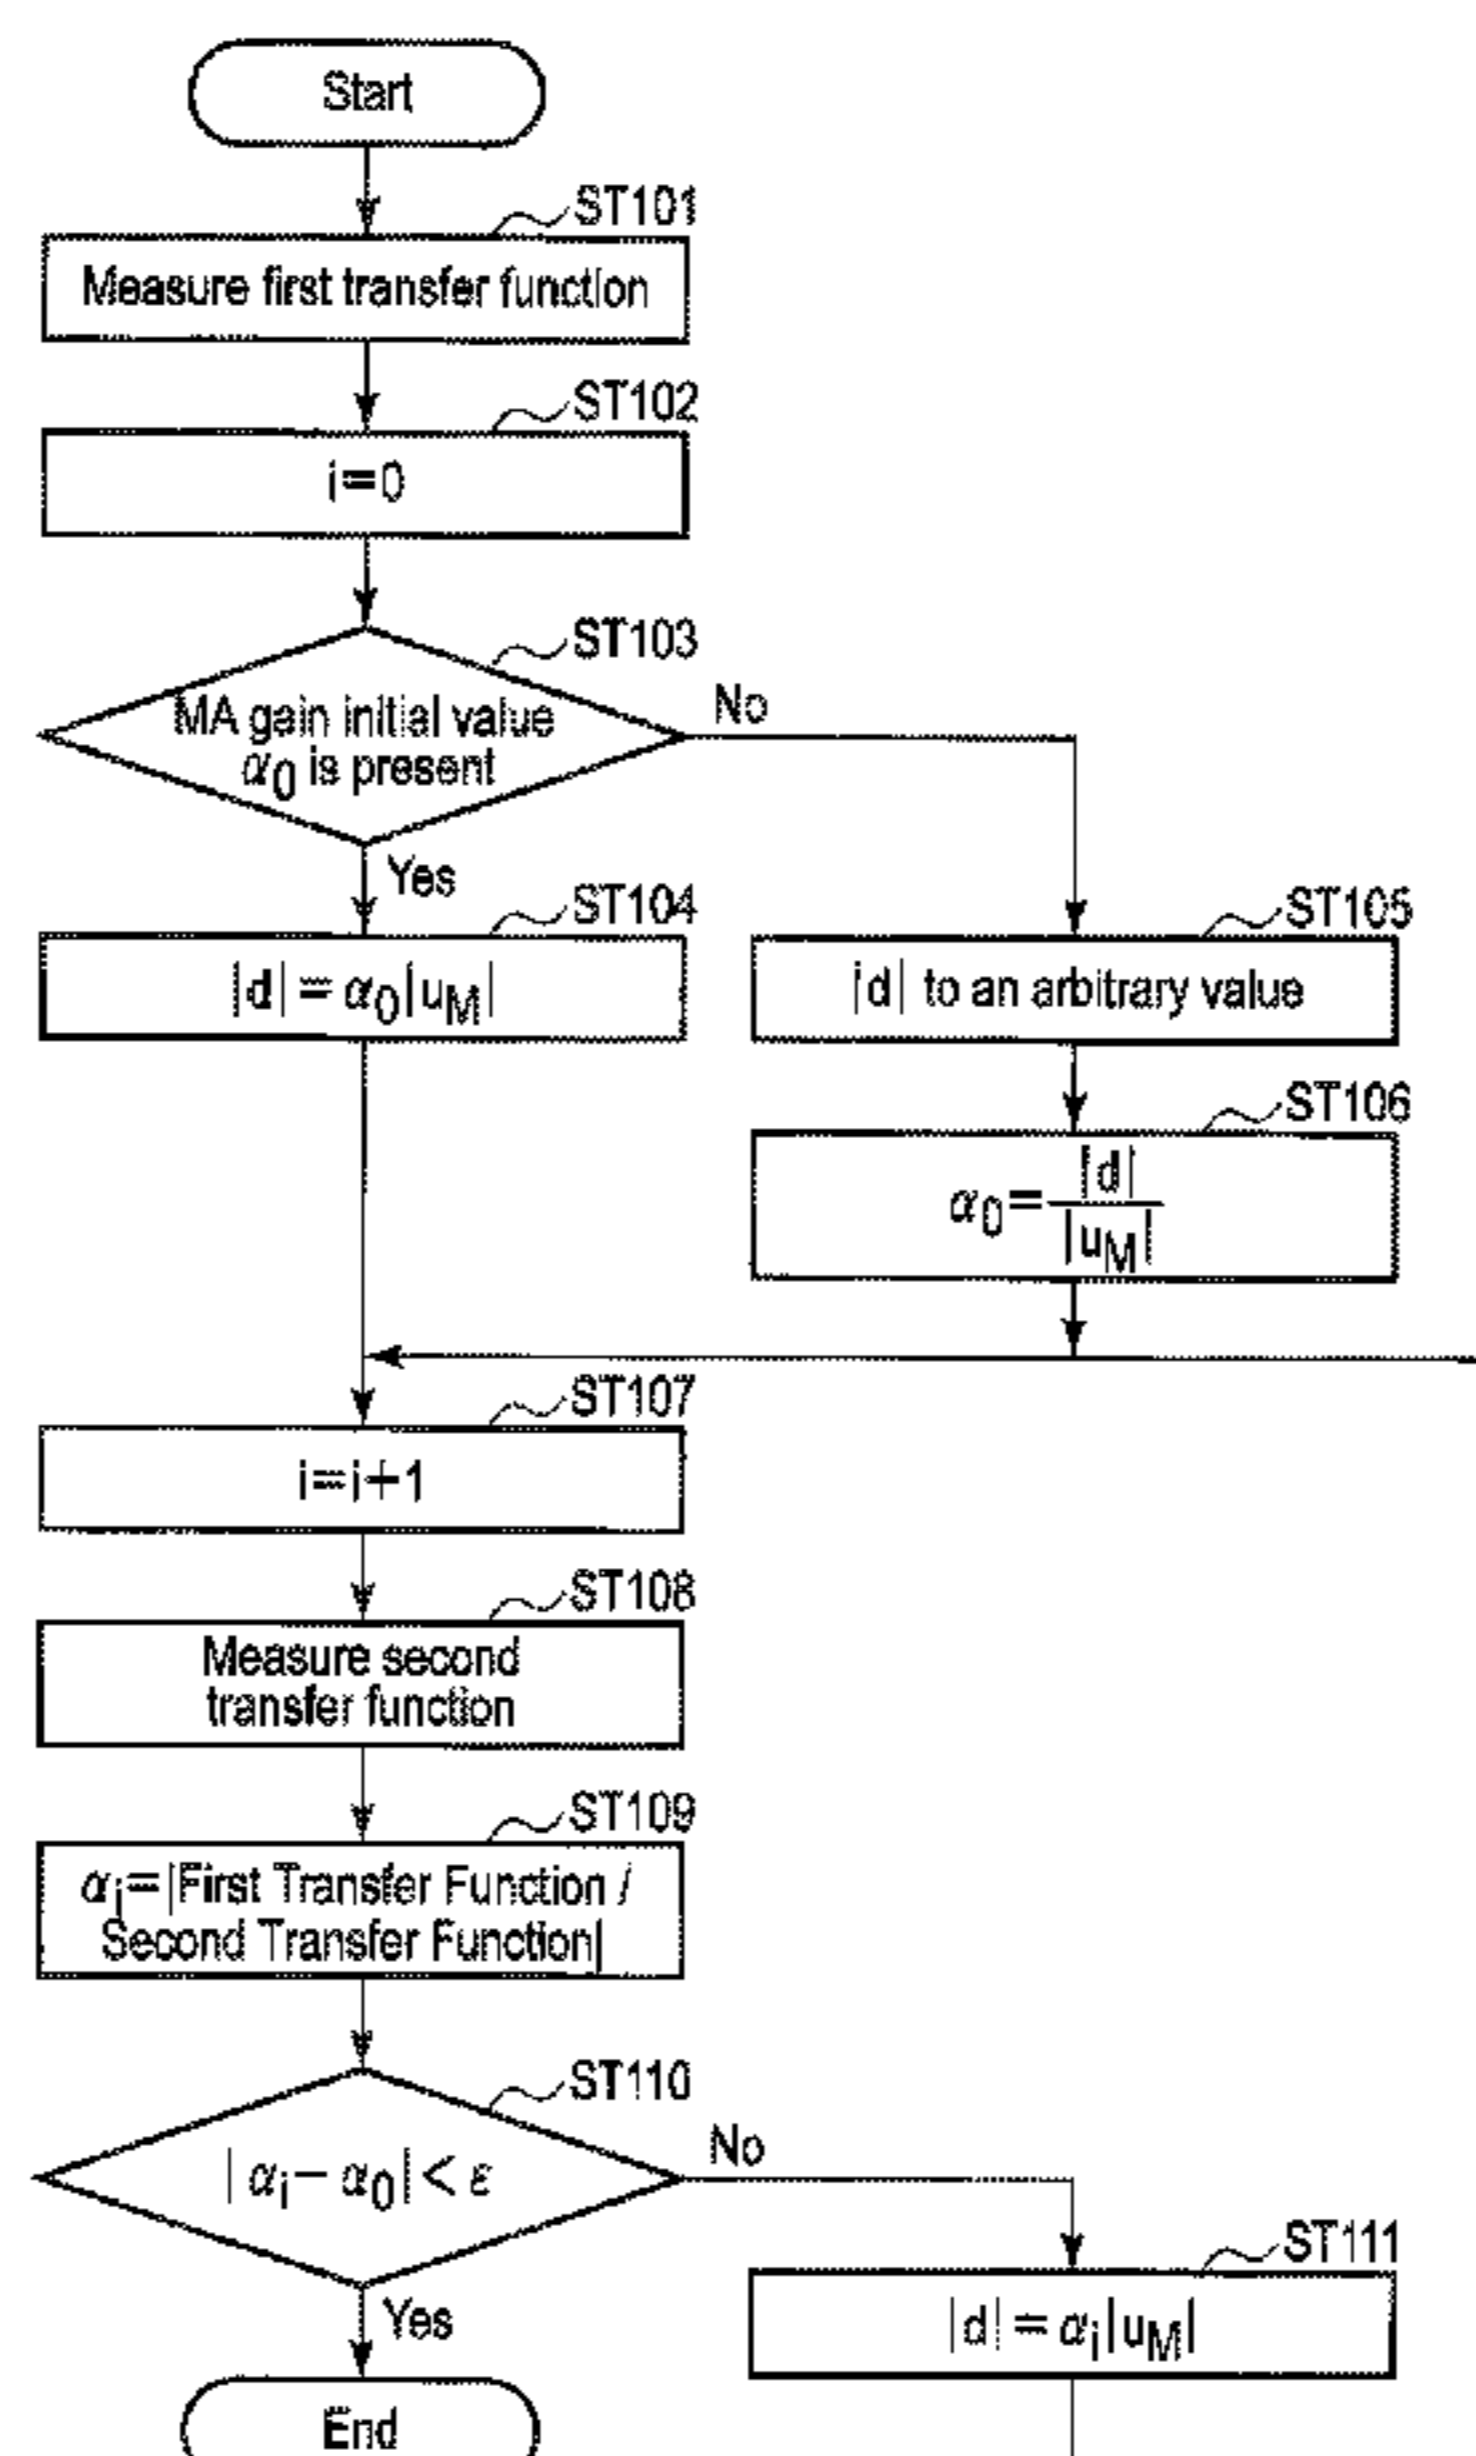 Start
ST101
Measure first transfer function
ST102
i=0
ST103
MA gain initial value
α0 is present
No
Yes
ST104
|d| = α0|uM|
ST105
|d| to an arbitrary value
ST106
α0 = |d|
|uM|
ST107
i=i+1
ST108
Measure second
transfer function
ST109
αi=|First Transfer Function /
Second Transfer Function|
ST110
|αi − α0| < ε
No
Yes
ST111
|d| = αi|uM|
End